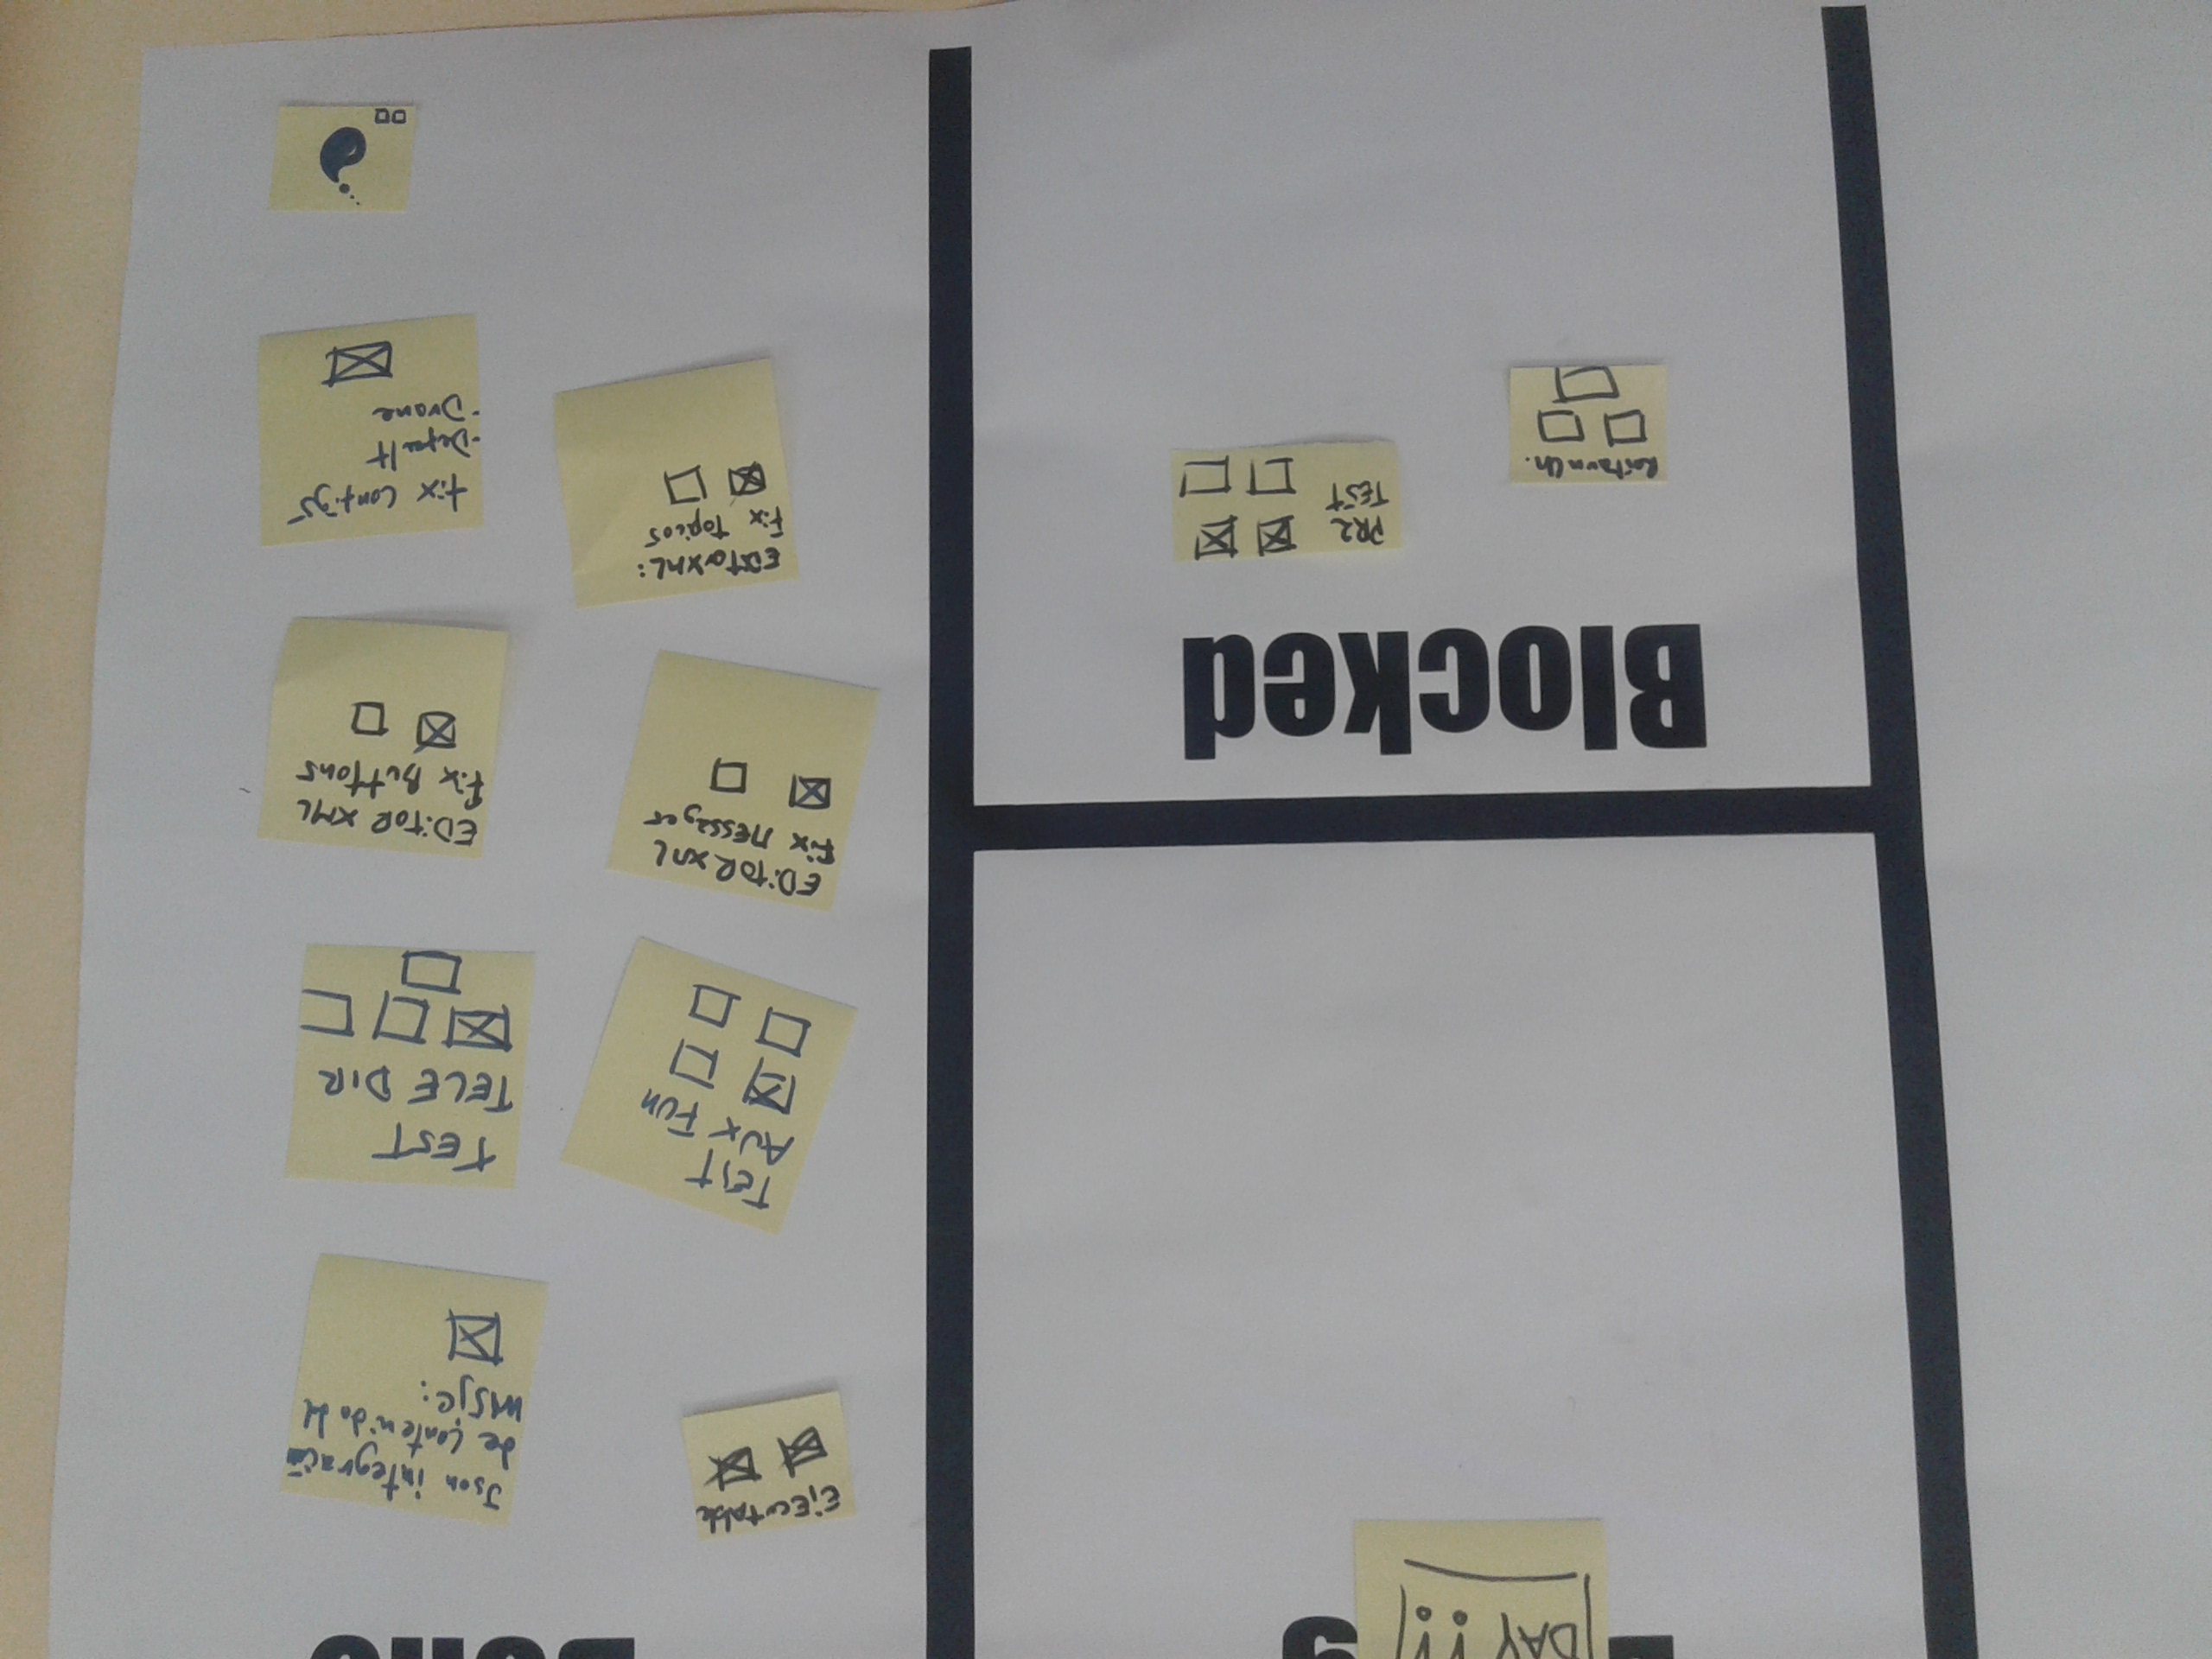 DAY !!
Ejecutable
Json integración
de contenido del
msje:
TEST
AUX FUN
TEST
TELE DIR
EDiTOR XML
Fix Messages
EDiTOR XML
Fix Buttons
EDitorXML:
Fix Topicos
Fix Configs
-Default
-Drone
Blocked
PR2
TEST